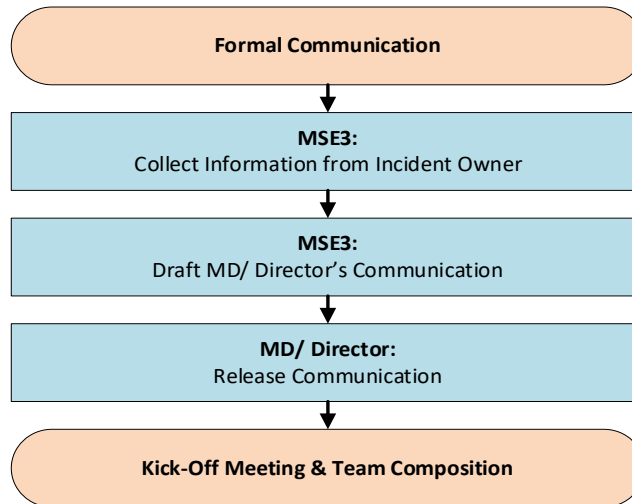 Formal Communication
MSE3:
Collect Information from Incident Owner
MSE3:
Draft MD/ Director’s Communication
MD/ Director:
Release Communication
Kick-Off Meeting & Team Composition